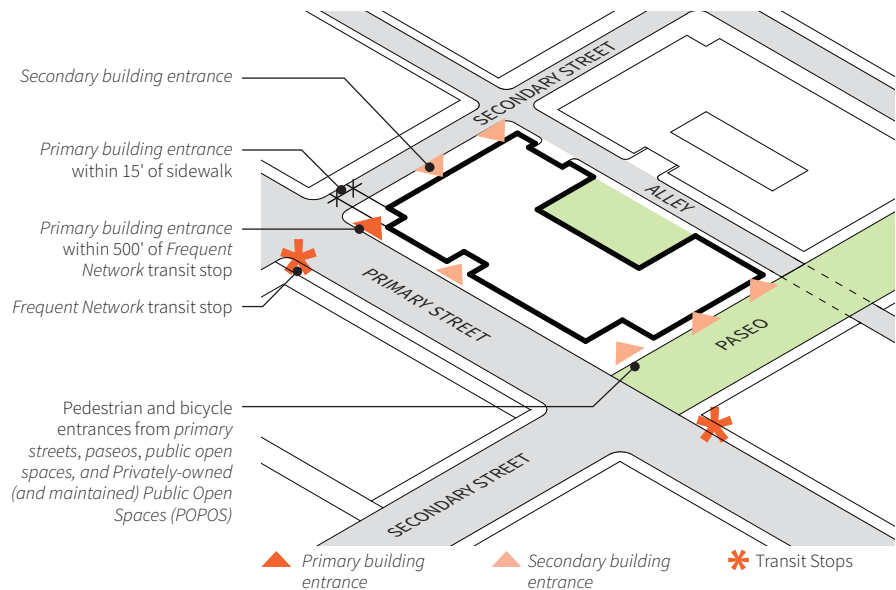 Secondary building entrance
Primary building entrance
within 15' of sidewalk
Primary building entrance
within 500' of Frequent
Network transit stop
Frequent Network transit stop
Pedestrian and bicycle
entrances from primary
streets, paseos, public open
spaces, and Privately-owned
(and maintained) Public Open
Spaces (POPOS)
SECONDARY STREET
ALLEY
PRIMARY STREET
PASEO
SECONDARY STREET
Primary building
entrance
Secondary building
entrance
Transit Stops